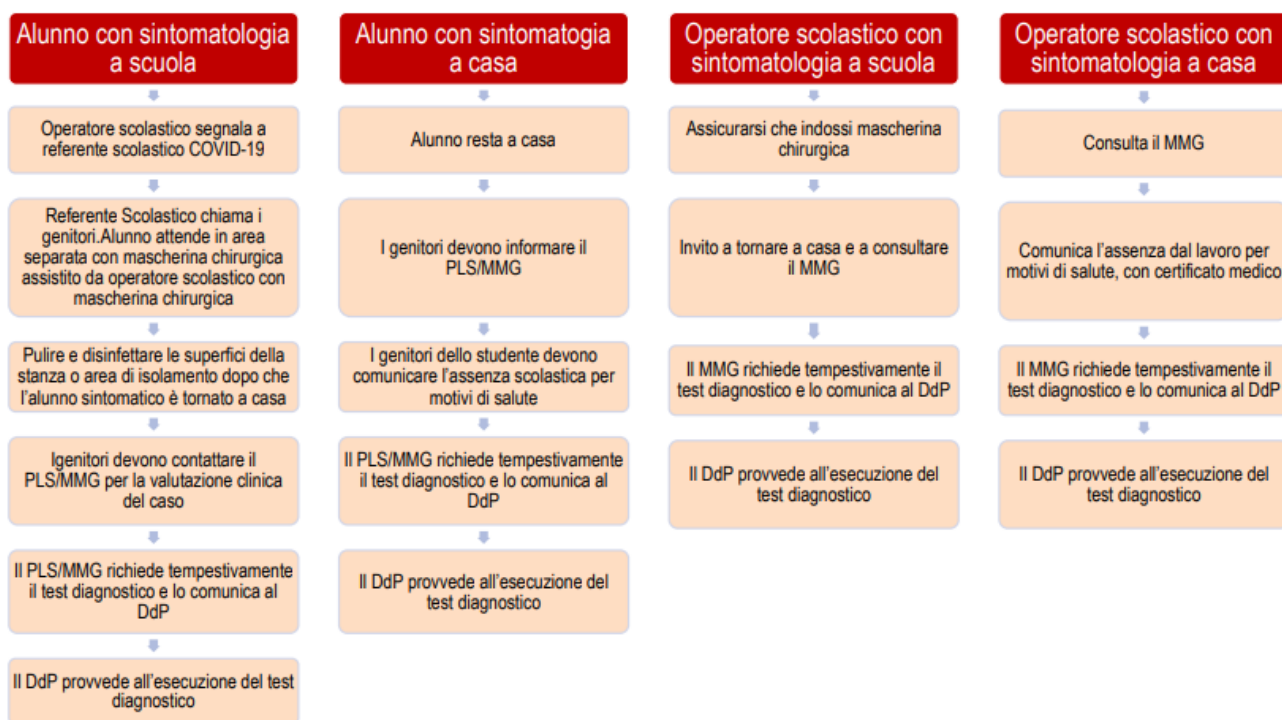 Alunno con sintomatologia
a scuola
Operatore scolastico segnala a
referente scolastico COVID-19
Referente Scolastico chiama i
genitori.Alunno attende in area
separata con mascherina chirurgica
assistito da operatore scolastico con
mascherina chirurgica
Pulire e disinfettare le superfici della
stanza o area di isolamento dopo che
l'alunno sintomatico è tornato a casa
Igenitori devono contattare il
PLS/MMG per la valutazione clinica
del caso
Il PLS/MMG richiede tempestivamente
il test diagnostico e lo comunica al
DdP
Il DdP provvede all'esecuzione del test
diagnostico
Alunno con sintomatogia
a casa
Alunno resta a casa
I genitori devono informare il
PLS/MMG
I genitori dello studente devono
comunicare l'assenza scolastica per
motivi di salute
Il PLS/MMG richiede tempestivamente
il test diagnostico e lo comunica al
DdP
Il DdP provvede all'esecuzione del
test diagnostico
Operatore scolastico con
sintomatologia a scuola
Assicurarsi che indossi mascherina
chirurgica
Invito a tornare a casa e a consultare
il MMG
Il MMG richiede tempestivamente il
test diagnostico e lo comunica al DdP
Il DdP provvede all'esecuzione del
test diagnostico
Operatore scolastico con
sintomatologia a casa
Consulta il MMG
Comunica l'assenza dal lavoro per
motivi di salute, con certificato medico
Il MMG richiede tempestivamente il
test diagnostico e lo comunica al DdP
Il DdP provvede all'esecuzione del
test diagnostico